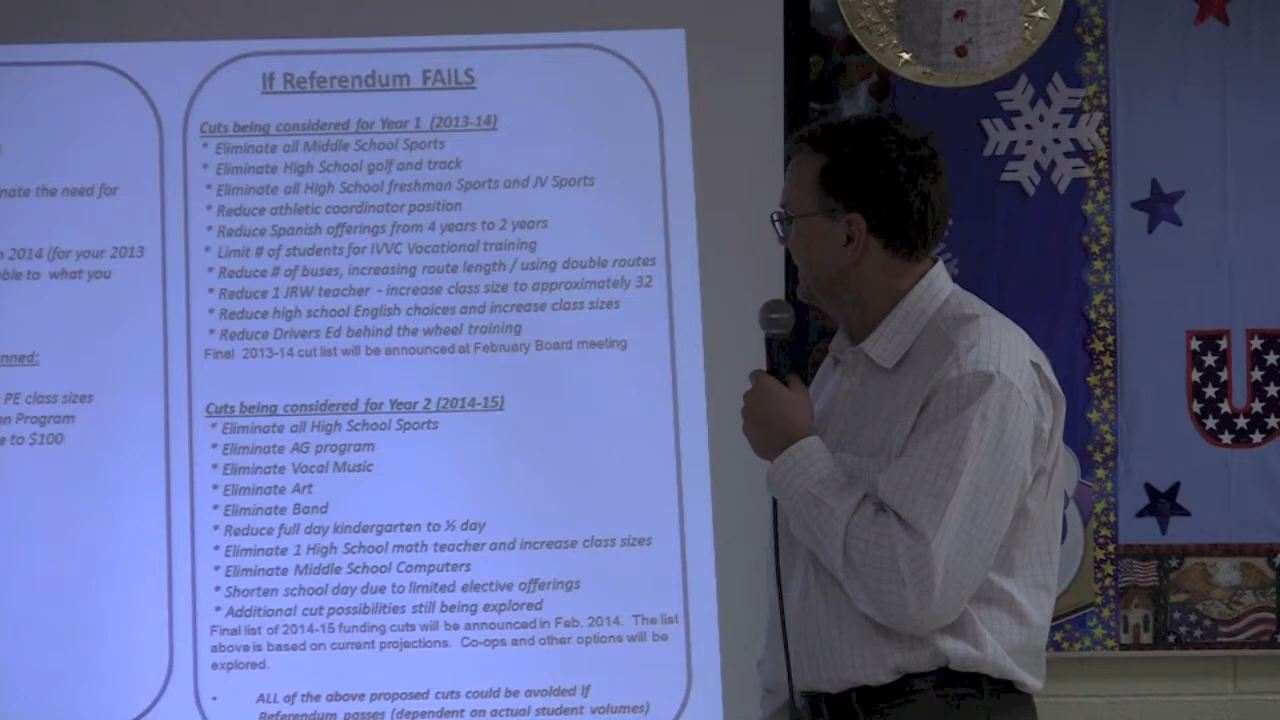 nate the need for
2014 (for your 2013
ble to what you
nned:
PE class sizes
on Program
e to $100
If Referendum FAILS
Cuts being considered for Year 1 (2013-14)
* Eliminate all Middle School Sports
* Eliminate High School golf and track
* Eliminate all High School freshman Sports and JV Sports
* Reduce athletic coordinator position
* Reduce Spanish offerings from 4 years to 2 years
* Limit # of students for IVVC Vocational training
* Reduce # of buses, increasing route length / using double routes
* Reduce 1 JRW teacher - increase class size to approximately 32
* Reduce high school English choices and increase class sizes
* Reduce Drivers Ed behind the wheel training
Final 2013-14 cut list will be announced at February Board meeting
Cuts being considered for Year 2 (2014-15)
* Eliminate all High School Sports
* Eliminate AG program
* Eliminate Vocal Music
* Eliminate Art
* Eliminate Band
* Reduce full day kindergarten to ½ day
* Eliminate 1 High School math teacher and increase class sizes
* Eliminate Middle School Computers
* Shorten school day due to limited elective offerings
* Additional cut possibilities still being explored
Final list of 2014-15 funding cuts will be announced in Feb. 2014. The list
above is based on current projections. Co-ops and other options will be
explored.
• ALL of the above proposed cuts could be avoided if
Referendum passes (dependent on actual student volumes)
U